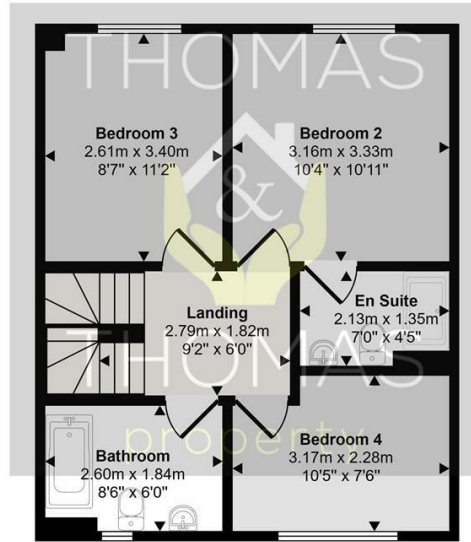 THOMAS
Bedroom 3
2.61m x 3.40m
8'7" x 11'2"
Bedroom 2
3.16m x 3.33m
10'4" x 10'11"
&
Landing
2.79m x 1.82m
9'2" x 6'0"
En Suite
2.13m x 1.35m
7'0" x 4'5"
THOMAS
property
Bathroom
2.60m x 1.84m
8'6" x 6'0"
Bedroom 4
3.17m x 2.28m
10'5" x 7'6"